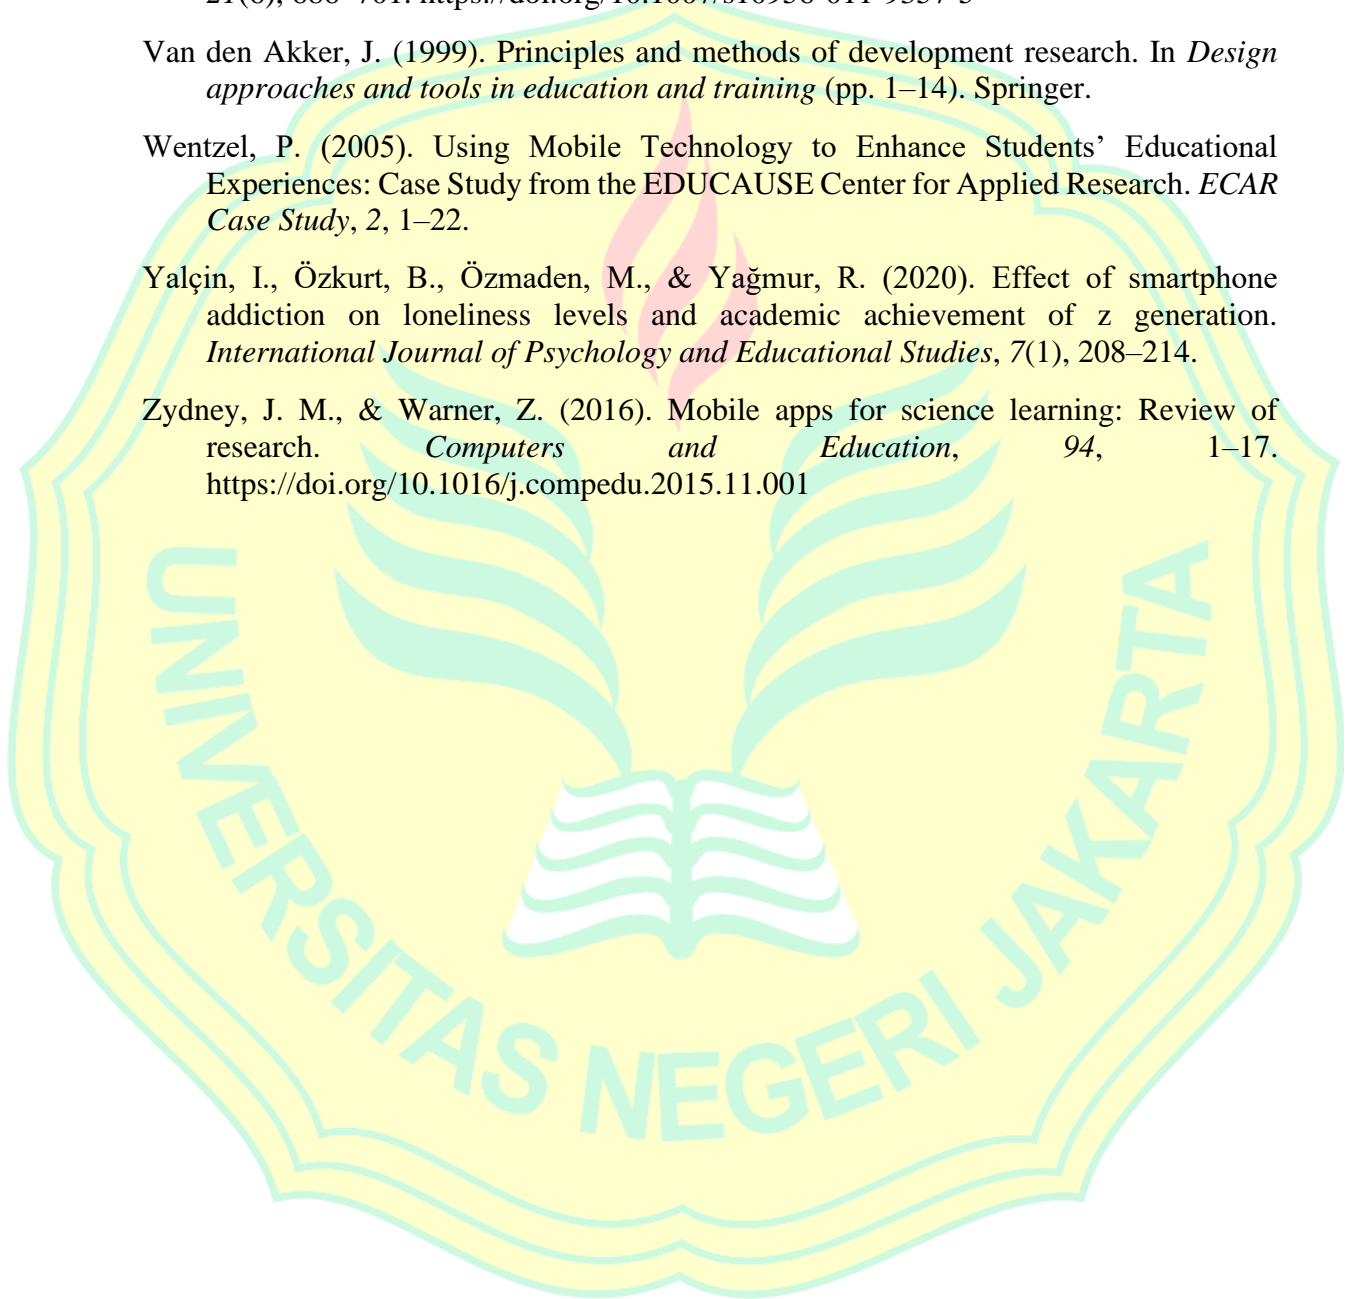 Van den Akker, J. (1999). Principles and methods of development research. In Design
approaches and tools in education and training (pp. 1–14). Springer.
Wentzel, P. (2005). Using Mobile Technology to Enhance Students’ Educational
Experiences: Case Study from the EDUCAUSE Center for Applied Research. ECAR
Case Study, 2, 1–22.
Yalçin, I., Özkurt, B., Özmaden, M., & Yağmur, R. (2020). Effect of smartphone
addiction on loneliness levels and academic achievement of z generation.
International Journal of Psychology and Educational Studies, 7(1), 208–214.
Zydney, J. M., & Warner, Z. (2016). Mobile apps for science learning: Review of
research. Computers and Education, 94, 1–17.
https://doi.org/10.1016/j.compedu.2015.11.001
UNIVERSITAS NEGERI JAKARTA